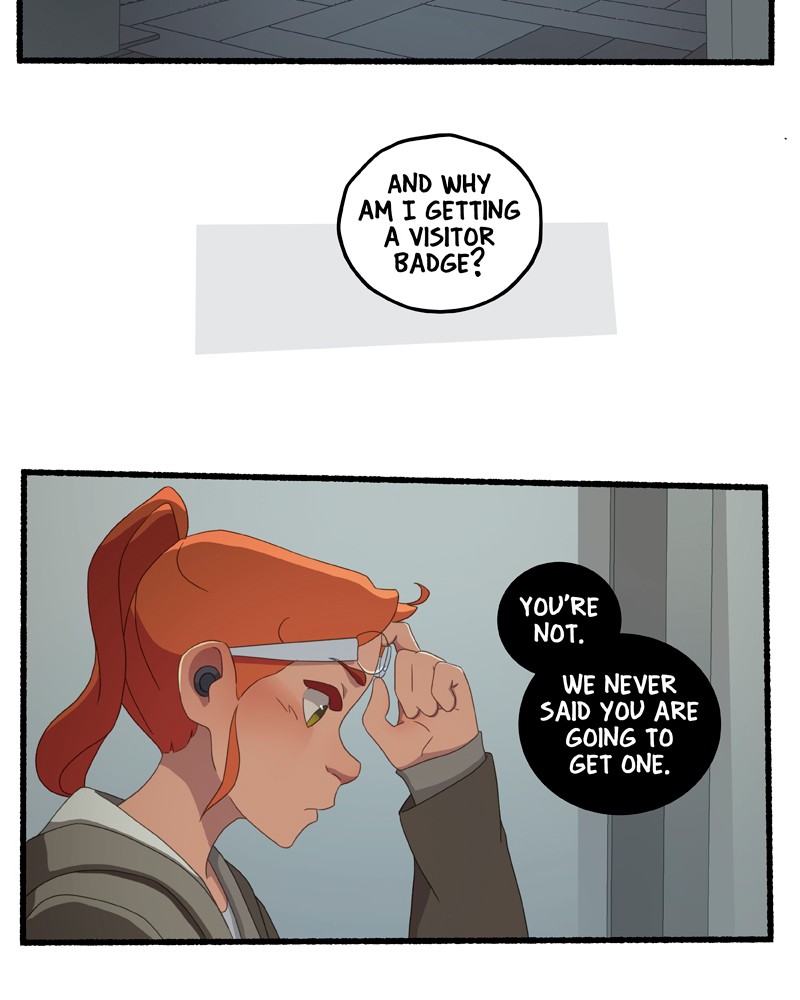 AND WHY
AM I GETTING
A VISITOR
BADGE?
YOU'RE
NOT.
WE NEVER
SAID YOU ARE
GOING TO
GET ONE.